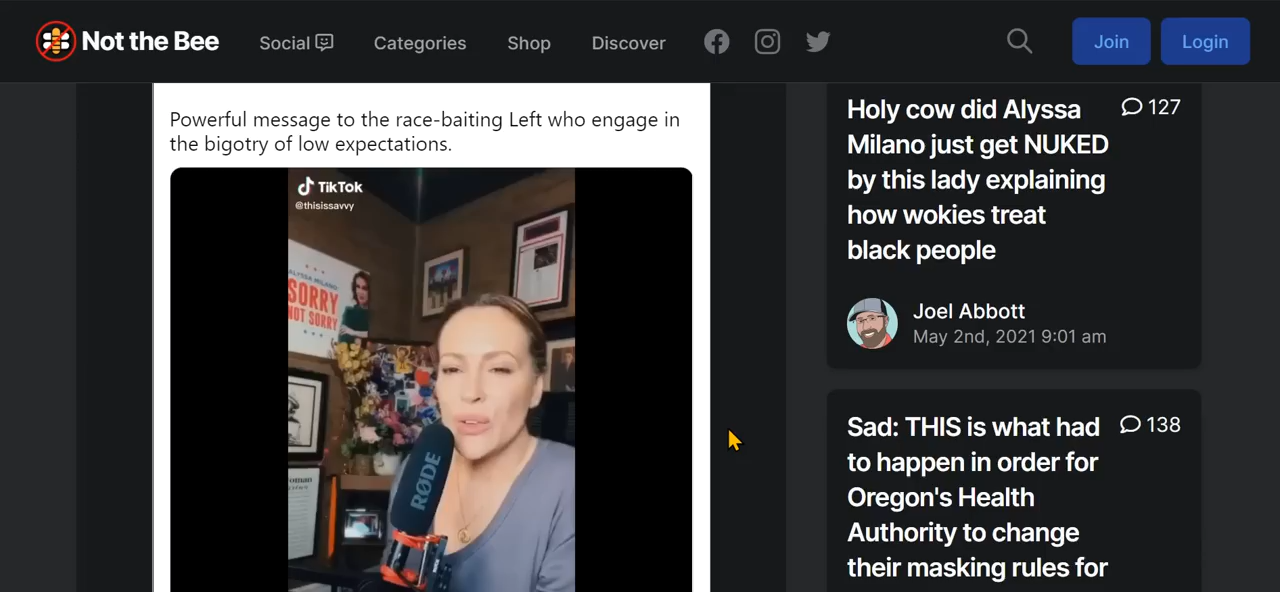 Not the Bee
Social
Categories
Shop
Discover
Join
Login
Powerful message to the race-baiting Left who engage in
the bigotry of low expectations.
TikTok
@thisissavvy
ALYSSA MILANO
SORRY
NOT SORRY
RØDE
Holy cow did Alyssa
Milano just get NUKED
by this lady explaining
how wokies treat
black people
127
Joel Abbott
May 2nd, 2021 9:01 am
Sad: THIS is what had
to happen in order for
Oregon's Health
Authority to change
their masking rules for
138